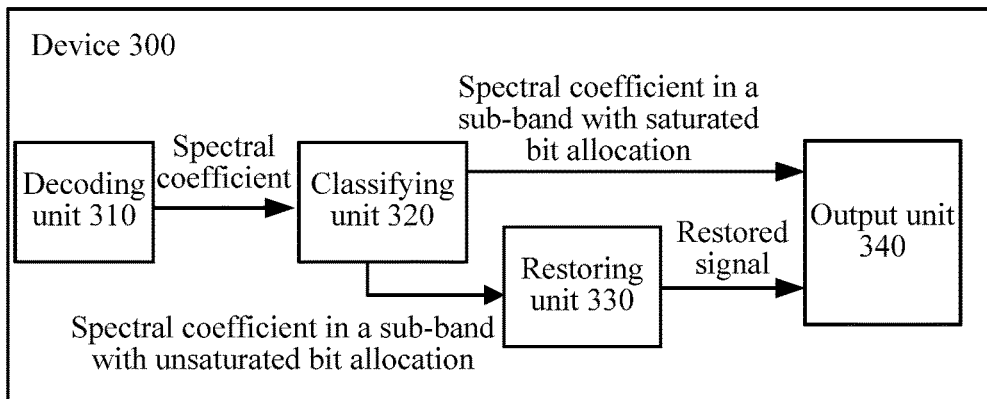 Device 300
Decoding
unit 310
Spectral
coefficient
Classifying
unit 320
Spectral coefficient in a
sub-band with saturated
bit allocation
Spectral coefficient in a sub-band
with unsaturated bit allocation
Restoring
unit 330
Restored
signal
Output unit
340